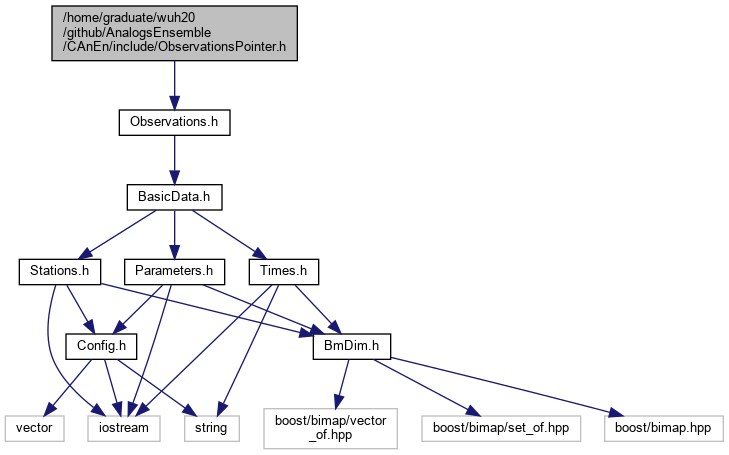 /home/graduate/wuh20
/github/AnalogsEnsemble
/CAnEn/include/ObservationsPointer.h
Observations.h
BasicData.h
Stations.h
Parameters.h
Times.h
Config.h
BmDim.h
vector
iostream
string
boost/bimap/vector
_of.hpp
boost/bimap/set_of.hpp
boost/bimap.hpp